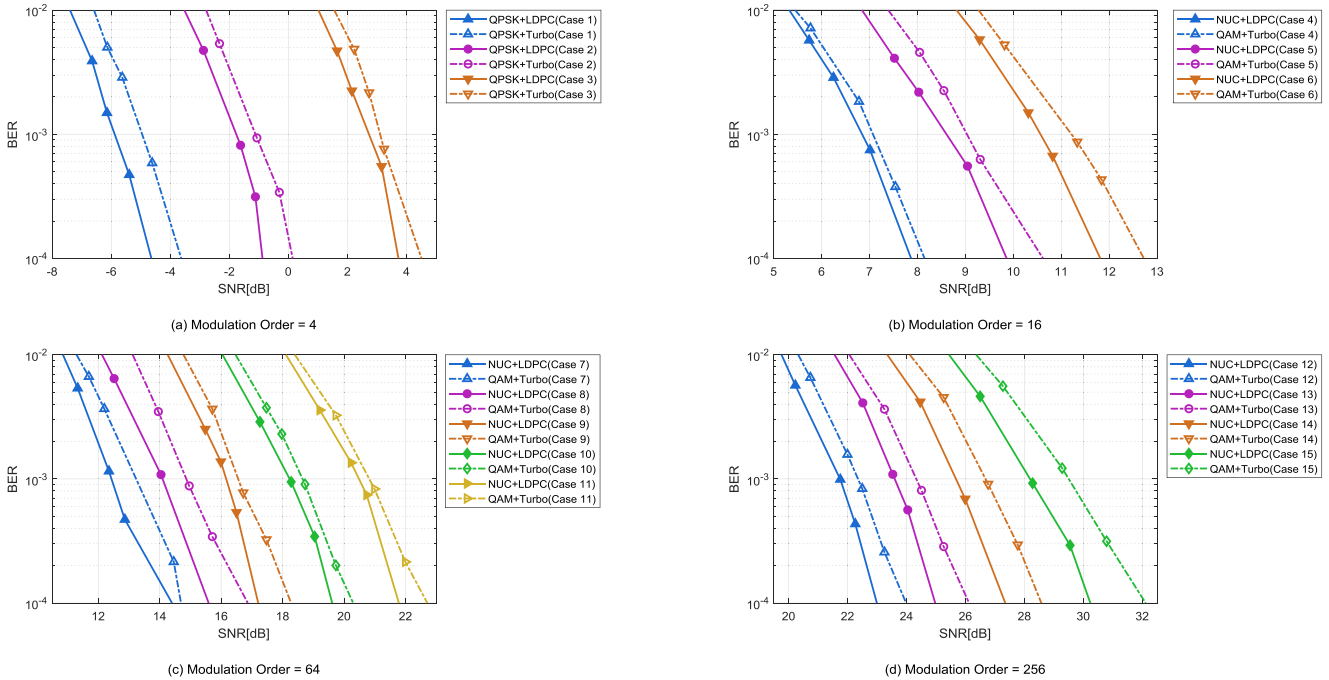 10^-2
10^-3
10^-4
BER
-8 -6 -4 -2 0 2 4
SNR[dB]
QPSK+LDPC(Case 1)
QPSK+Turbo(Case 1)
QPSK+LDPC(Case 2)
QPSK+Turbo(Case 2)
QPSK+LDPC(Case 3)
QPSK+Turbo(Case 3)
(a) Modulation Order = 4
10^-2
10^-3
10^-4
BER
5 6 7 8 9 10 11 12 13
SNR[dB]
NUC+LDPC(Case 4)
QAM+Turbo(Case 4)
NUC+LDPC(Case 5)
QAM+Turbo(Case 5)
NUC+LDPC(Case 6)
QAM+Turbo(Case 6)
(b) Modulation Order = 16
10^-2
10^-3
10^-4
BER
12 14 16 18 20 22
SNR[dB]
NUC+LDPC(Case 7)
QAM+Turbo(Case 7)
NUC+LDPC(Case 8)
QAM+Turbo(Case 8)
NUC+LDPC(Case 9)
QAM+Turbo(Case 9)
NUC+LDPC(Case 10)
QAM+Turbo(Case 10)
NUC+LDPC(Case 11)
QAM+Turbo(Case 11)
(c) Modulation Order = 64
10^-2
10^-3
10^-4
BER
20 22 24 26 28 30 32
SNR[dB]
NUC+LDPC(Case 12)
QAM+Turbo(Case 12)
NUC+LDPC(Case 13)
QAM+Turbo(Case 13)
NUC+LDPC(Case 14)
QAM+Turbo(Case 14)
NUC+LDPC(Case 15)
QAM+Turbo(Case 15)
(d) Modulation Order = 256